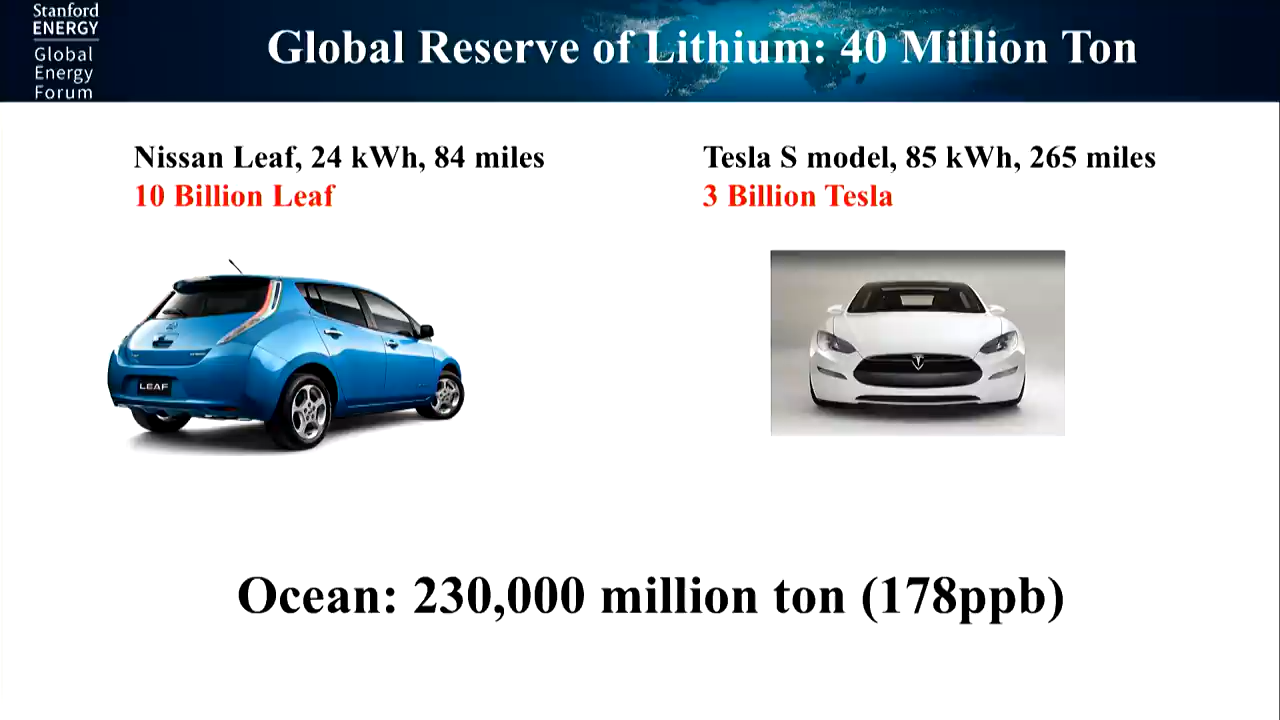 Stanford
ENERGY
Global
Energy
Forum
Global Reserve of Lithium: 40 Million Ton
Nissan Leaf, 24 kWh, 84 miles
10 Billion Leaf
Tesla S model, 85 kWh, 265 miles
3 Billion Tesla
LEAF
Ocean: 230,000 million ton (178ppb)